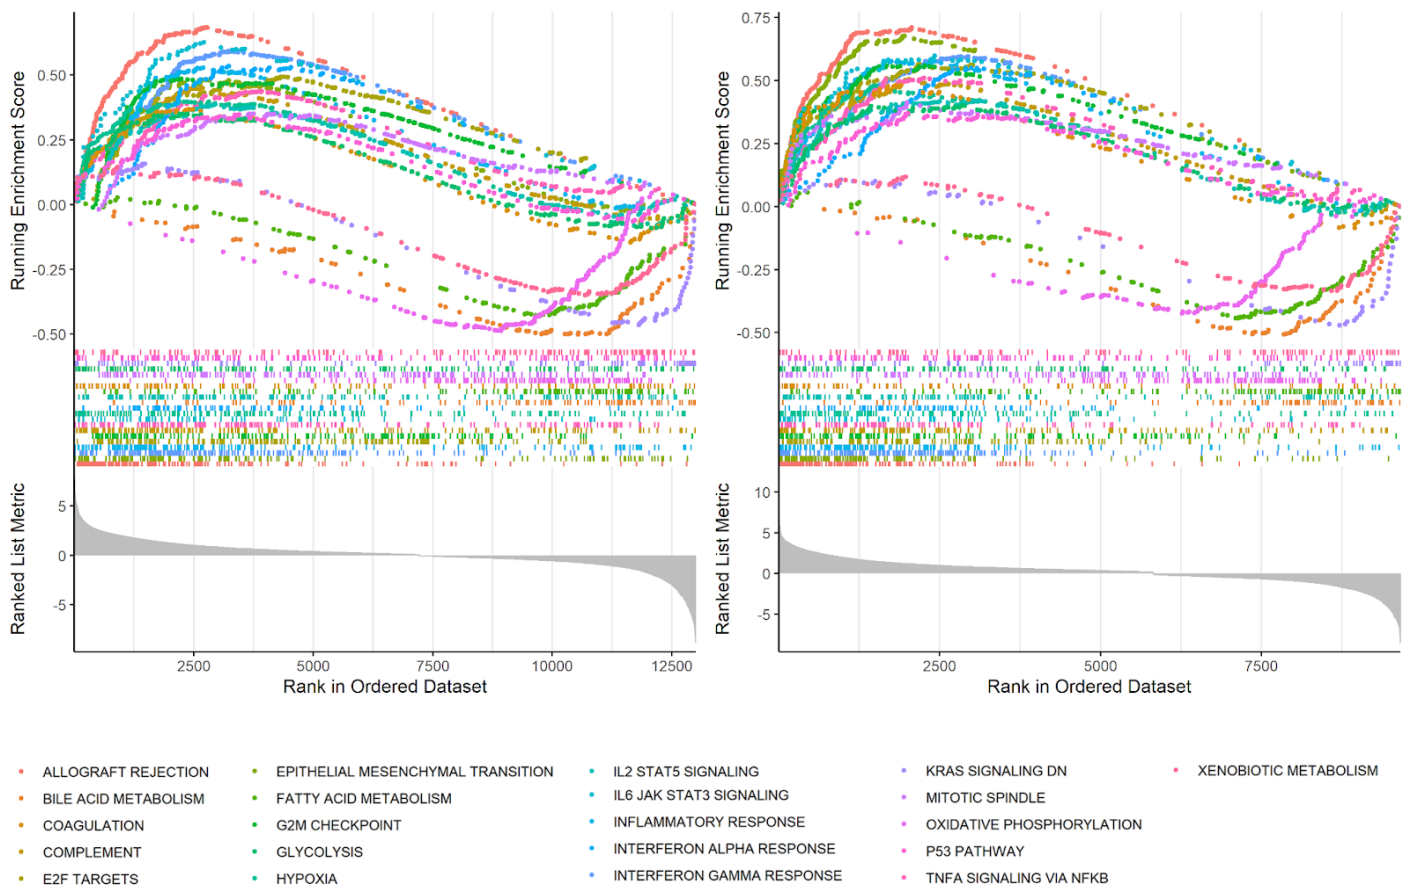 Running Enrichment Score
0.50
0.25
0.00
-0.25
-0.50
Ranked List Metric
5
0
-5
2500 5000 7500 10000 12500
Rank in Ordered Dataset
Running Enrichment Score
0.75
0.50
0.25
0.00
-0.25
-0.50
Ranked List Metric
10
5
0
-5
2500 5000 7500
Rank in Ordered Dataset
ALLOGRAFT REJECTION
BILE ACID METABOLISM
COAGULATION
COMPLEMENT
E2F TARGETS
EPITHELIAL MESENCHYMAL TRANSITION
FATTY ACID METABOLISM
G2M CHECKPOINT
GLYCOLYSIS
HYPOXIA
IL2 STAT5 SIGNALING
IL6 JAK STAT3 SIGNALING
INFLAMMATORY RESPONSE
INTERFERON ALPHA RESPONSE
INTERFERON GAMMA RESPONSE
KRAS SIGNALING DN
MITOTIC SPINDLE
OXIDATIVE PHOSPHORYLATION
P53 PATHWAY
TNFA SIGNALING VIA NFKB
XENOBIOTIC METABOLISM